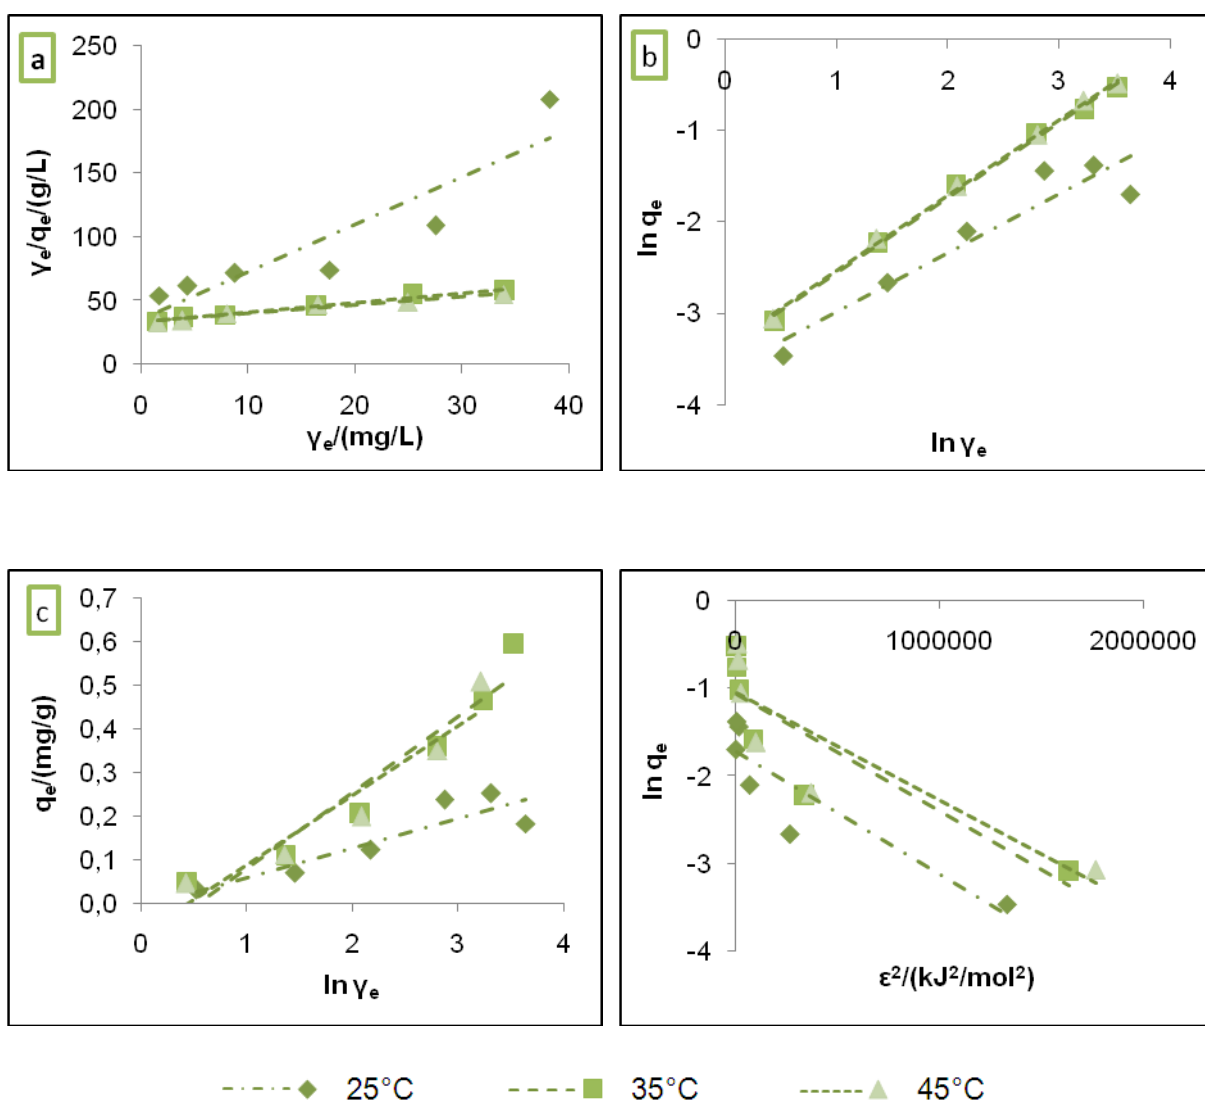 a
250
200
150
100
50
0
0 10 20 30 40
γe/qe/(g/L)
γe/(mg/L)
b
0
-1
-2
-3
-4
0 1 2 3 4
ln qe
ln γe
c
0,7
0,6
0,5
0,4
0,3
0,2
0,1
0,0
0 1 2 3 4
qe/(mg/g)
ln γe
0
-1
-2
-3
-4
0 1000000 2000000
ln qe
ε²/(kJ²/mol²)
25°C 35°C 45°C